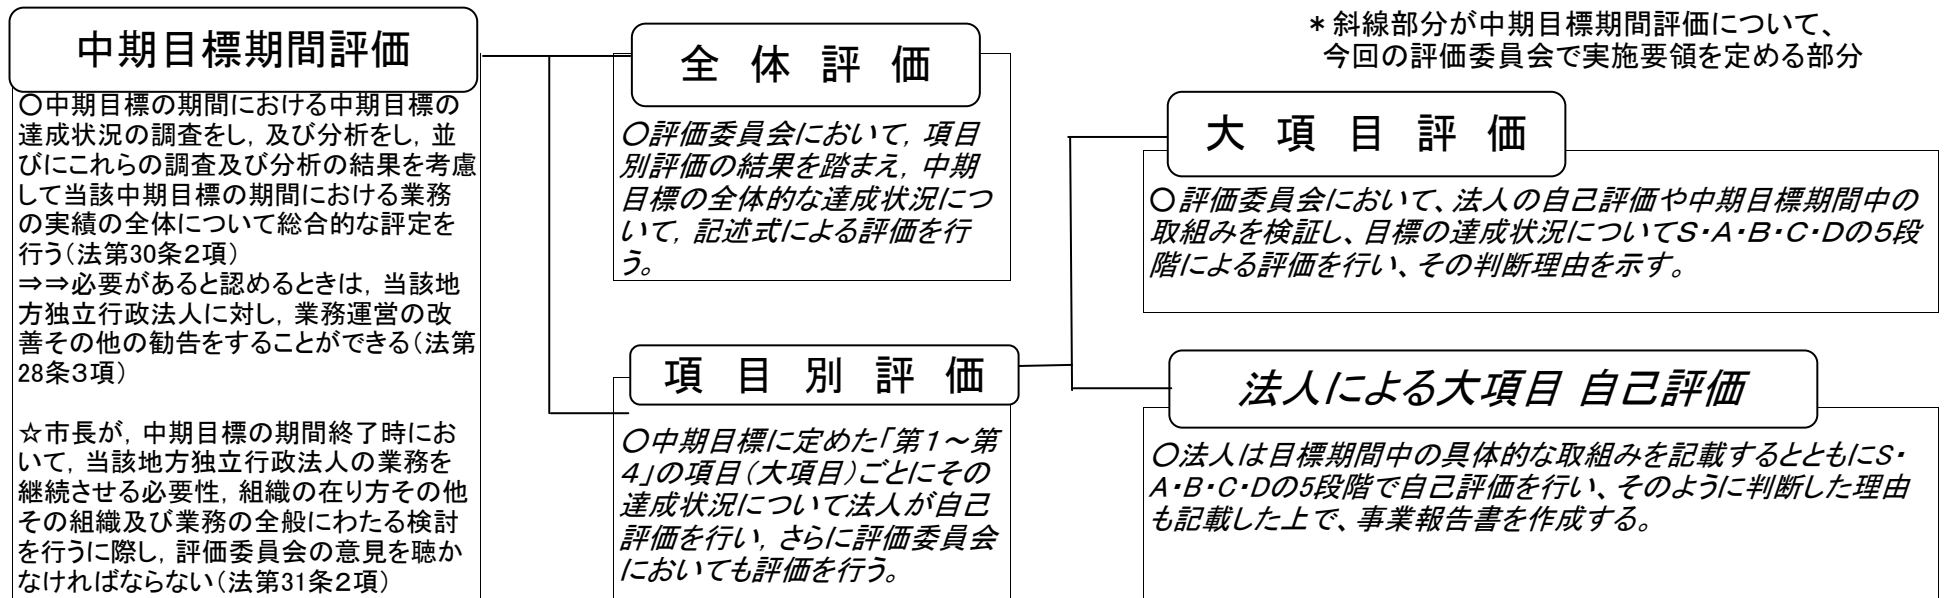 中期目標期間評価
〇中期目標の期間における中期目標の
達成状況の調査をし，及び分析をし，並
びにこれらの調査及び分析の結果を考慮
して当該中期目標の期間における業務
の実績の全体について総合的な評定を
行う（法第30条２項）
⇒⇒必要があると認めるときは，当該地
方独立行政法人に対し，業務運営の改
善その他の勧告をすることができる（法第
28条３項）
☆市長が，中期目標の期間終了時にお
いて，当該地方独立行政法人の業務を
継続させる必要性，組織の在り方その他
その組織及び業務の全般にわたる検討
を行うに際し，評価委員会の意見を聴か
なければならない（法第31条２項）
全 体 評 価
〇評価委員会において，項目
別評価の結果を踏まえ，中期
目標の全体的な達成状況につ
いて，記述式による評価を行
う。
項 目 別 評 価
〇中期目標に定めた「第１～第
４」の項目（大項目）ごとにその
達成状況について法人が自己
評価を行い，さらに評価委員会
においても評価を行う。
＊斜線部分が中期目標期間評価について、
今回の評価委員会で実施要領を定める部分
大 項 目 評 価
〇評価委員会において、法人の自己評価や中期目標期間中の
取組みを検証し、目標の達成状況についてＳ・Ａ・Ｂ・Ｃ・Ｄの５段
階による評価を行い、その判断理由を示す。
法人による大項目 自己評価
〇法人は目標期間中の具体的な取組みを記載するとともにS・
A・B・C・Dの5段階で自己評価を行い、そのように判断した理由
も記載した上で、事業報告書を作成する。